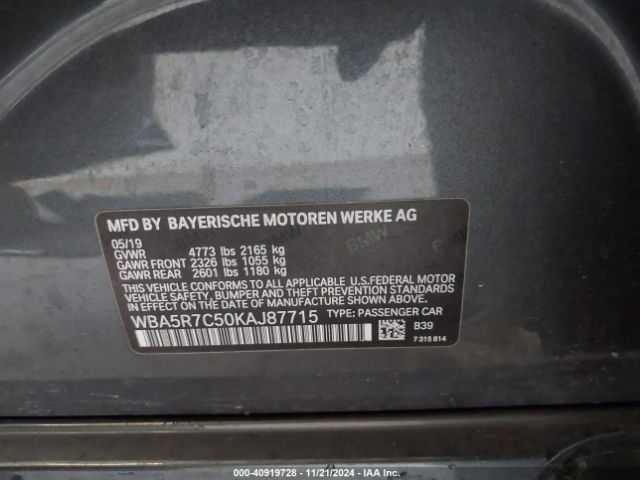 MFD BY BAYERISCHE MOTOREN WERKE AG
05/19
GVWR 4773 lbs 2165 kg
GAWR FRONT 2326 lbs 1055 kg
GAWR REAR 2601 lbs 1180 kg
THIS VEHICLE CONFORMS TO ALL APPLICABLE U.S.FEDERAL MOTOR
VEHICLE SAFETY, BUMPER AND THEFT PREVENTION STANDARDS
IN EFFECT ON THE DATE OF MANUFACTURE SHOWN ABOVE.
WBA5R7C50KAJ87715 TYPE: PASSENGER CAR
B39
7 315 814
000-40919728 - 11/21/2024 - IAA Inc.